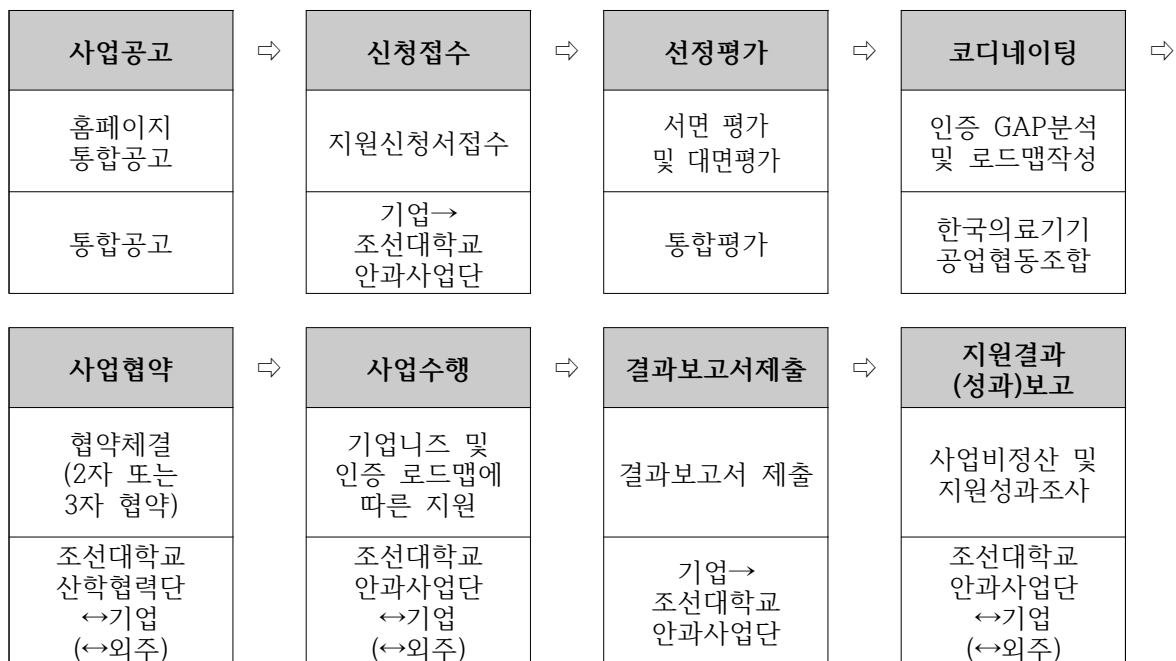 사업공고 ⇨ 신청접수 ⇨ 선정평가 ⇨ 코디네이팅 ⇨
홈페이지
통합공고
지원신청서접수
서면 평가
및 대면평가
인증 GAP분석
및 로드맵작성
통합공고
기업→
조선대학교
안과사업단
통합평가
한국의료기기
공업협동조합
사업협약 ⇨ 사업수행 ⇨ 결과보고서제출 ⇨ 지원결과
(성과)보고
협약체결
(2자 또는
3자 협약)
기업니즈 및
인증 로드맵에
따른 지원
결과보고서 제출
사업비정산 및
지원성과조사
조선대학교
산학협력단
↔기업
(↔외주)
조선대학교
안과사업단
↔기업
(↔외주)
기업→
조선대학교
안과사업단
조선대학교
안과사업단
↔기업
(↔외주)